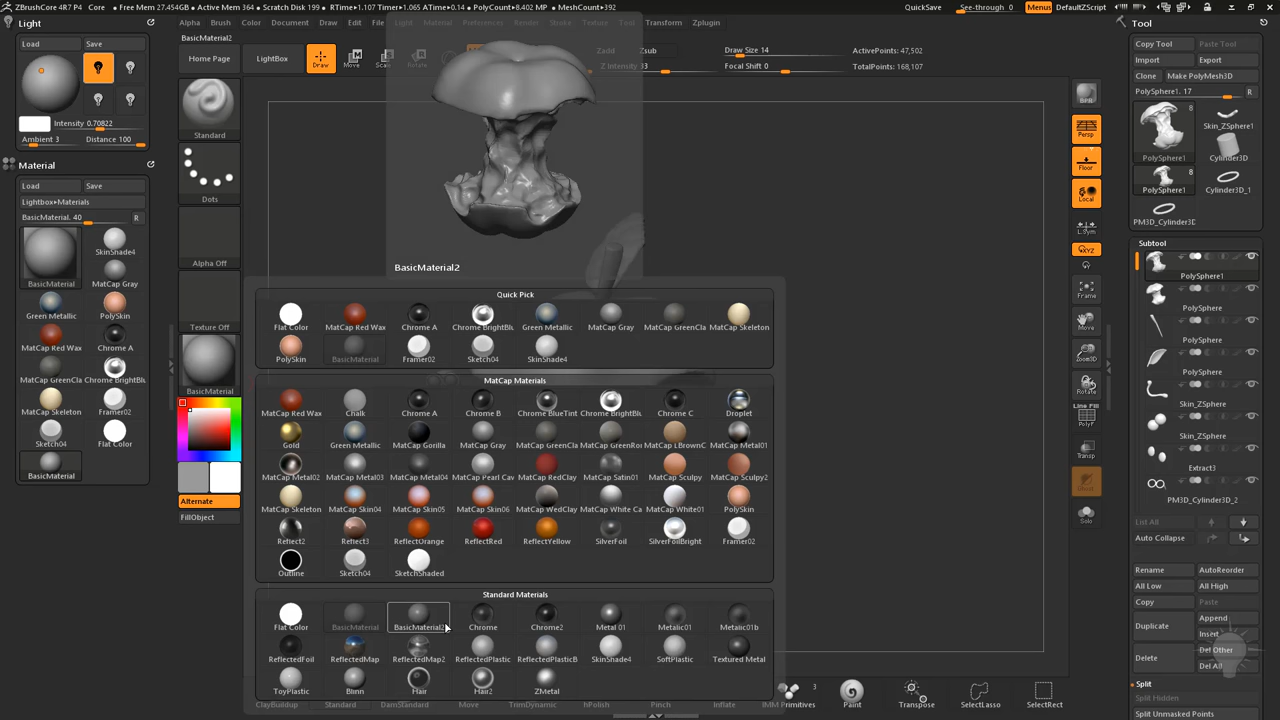 ZBrushCore 4R7 P4
Free Mem 27.454GB • Active Mem 364 • Scratch Disk 199 •
RTime▸1.107 Timer▸1.065 ATime▸0.14
PolyCount▸8.402 MP
MeshCount▸392
QuickSave
See-through 0
Menus
DefaultZScript
Light
Alpha Brush Color Document Draw Edit File
Transform Zplugin
Tool
Load Save
Intensity 0.70822
Ambient 3 Distance 100
BasicMaterial2
Home Page
LightBox
Draw
Move
Zadd Zsub
Draw Size 14
Focal Shift 0
ActivePoints: 47,502
TotalPoints: 168,107
Copy Tool
Import Export
Clone Make PolyMesh3D
PolySphere1. 17 R
8 Skin_ZSphere1
PolySphere1 Cylinder3D
8
PolySphere1 Cylinder3D_1
PM3D_Cylinder3D
Material
Load Save
Lightbox▸Materials
BasicMaterial. 40 R
SkinShade4
BasicMaterial MatCap Gray
Green Metallic PolySkin
MatCap Red Wax Chrome A
MatCap GreenCla Chrome BrightBlu
MatCap Skeleton Framer02
Sketch04 Flat Color
BasicMaterial
Standard
Dots
Alpha Off
Texture Off
BasicMaterial
Alternate
FillObject
BasicMaterial2
Quick Pick
Flat Color MatCap Red Wax Chrome A Chrome BrightBlu Green Metallic MatCap Gray MatCap GreenCla MatCap Skeleton
PolySkin BasicMaterial Framer02 Sketch04 SkinShade4
MatCap Materials
MatCap Red Wax Chalk Chrome A Chrome B Chrome BlueTint Chrome BrightBlu Chrome C Droplet
Gold Green Metallic MatCap Gorilla MatCap Gray MatCap GreenCla MatCap GreenRom MatCap LBrownC MatCap Metal01
MatCap Metal02 MatCap Metal03 MatCap Metal04 MatCap Pearl Cav MatCap RedClay MatCap Satin01 MatCap Sculpy MatCap Sculpy2
MatCap Skeleton MatCap Skin04 MatCap Skin05 MatCap Skin06 MatCap WedClay MatCap White Ca MatCap White01 PolySkin
Reflect2 Reflect3 ReflectOrange ReflectRed ReflectYellow SilverFoil SilverFoilBright Framer02
Outline Sketch04 SketchShaded
Standard Materials
Flat Color BasicMaterial BasicMaterial2 Chrome Chrome2 Metal 01 Metalic01 Metalic01b
ReflectedFoil ReflectedMap ReflectedMap2 ReflectedPlastic ReflectedPlasticB SkinShade4 SoftPlastic Textured Metal
ToyPlastic Blinn Hair Hair2 ZMetal
ClayBuildup Standard DamStandard Move TrimDynamic hPolish Inflate
3
IMM Primitives Paint Transpose SelectLasso SelectRect
Persp
Floor
Local
L.Sym
XYZ
Frame
Move
Zoom3D
Rotate
Line Fill
PolyF
Transp
Solo
Subtool
PolySphere1
PolySphere
PolySphere
PolySphere
Skin_ZSphere
Skin_ZSphere
Extract3
PM3D_Cylinder3D_2
List All
Auto Collapse
Rename AutoReorder
All Low All High
Copy Paste
Duplicate Append
Insert
Delete Del Other
Del All
Split
Split Hidden
Split Unmasked Points